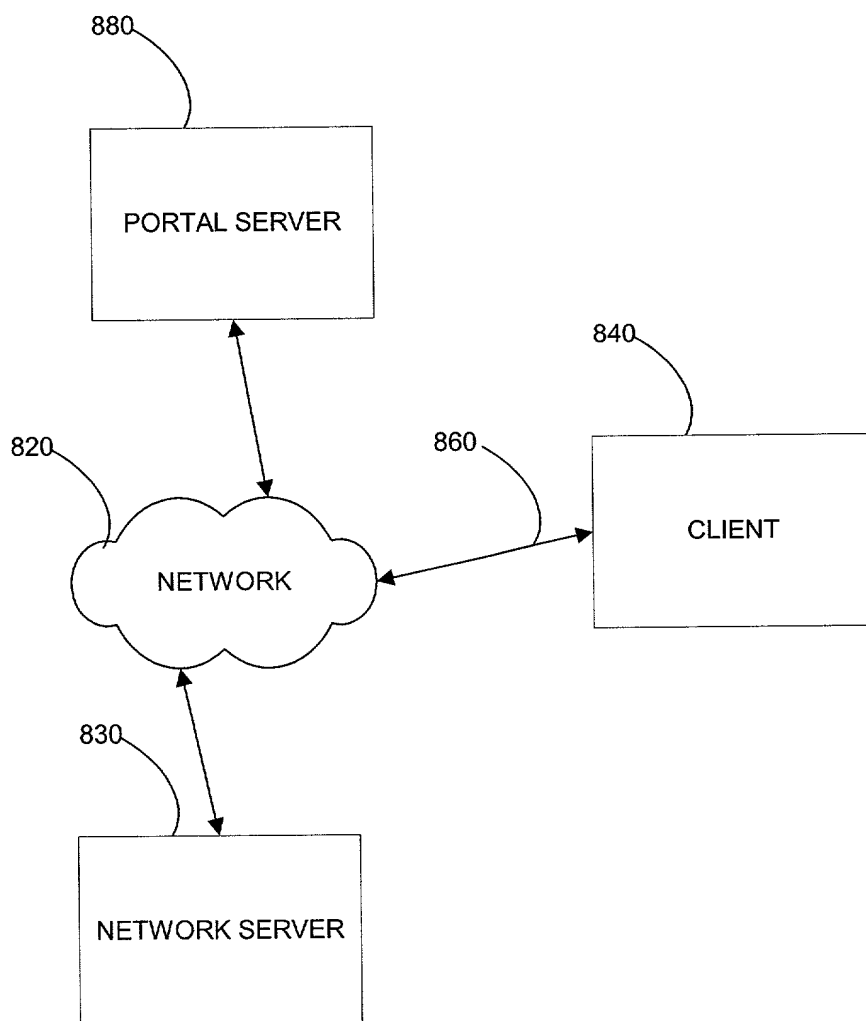 880
PORTAL SERVER
840
820
860
CLIENT
NETWORK
830
NETWORK SERVER